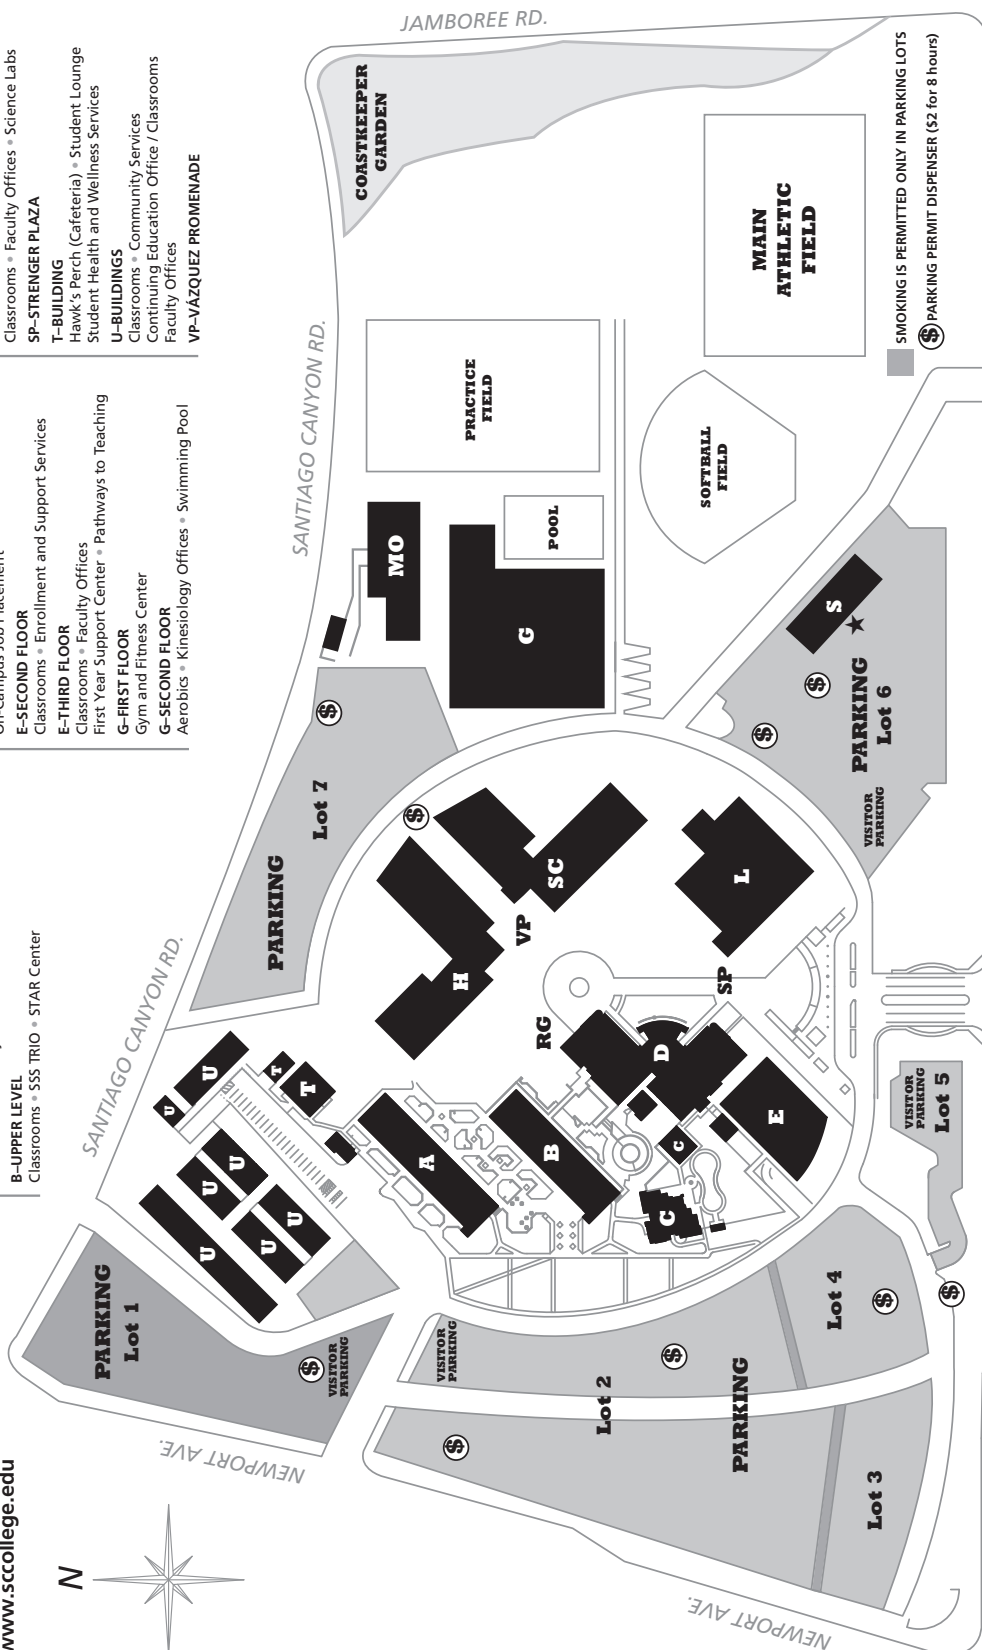 www.sccollege.edu
N
B–UPPER LEVEL
Classrooms • SSS TRIO • STAR Center
E–SECOND FLOOR
Classrooms • Enrollment and Support Services
E–THIRD FLOOR
Classrooms • Faculty Offices
First Year Support Center • Pathways to Teaching
G–FIRST FLOOR
Gym and Fitness Center
G–SECOND FLOOR
Aerobics • Kinesiology Offices • Swimming Pool
Classrooms • Faculty Offices • Science Labs
SP–STRENGER PLAZA
T–BUILDING
Hawk's Perch (Cafeteria) • Student Lounge
Student Health and Wellness Services
U–BUILDINGS
Classrooms • Community Services
Continuing Education Office / Classrooms
Faculty Offices
VP–VÁZQUEZ PROMENADE
SANTIAGO CANYON RD.
SANTIAGO CANYON RD.
JAMBOREE RD.
NEWPORT AVE.
NEWPORT AVE.
COASTKEEPER
GARDEN
PRACTICE
FIELD
MAIN
ATHLETIC
FIELD
SOFTBALL
FIELD
POOL
MO
G
S
PARKING
Lot 7
$
$
PARKING
Lot 6
VISITOR
PARKING
$
$
H
SC
VP
L
SP
RG
D
E
C
C
B
A
T
T
U
U
U
U
U
U
U
PARKING
Lot 1
VISITOR
PARKING
$
VISITOR
PARKING
Lot 2
PARKING
$
$
Lot 3
Lot 4
$
$
VISITOR
PARKING
Lot 5
SMOKING IS PERMITTED ONLY IN PARKING LOTS
$ PARKING PERMIT DISPENSER ($2 for 8 hours)